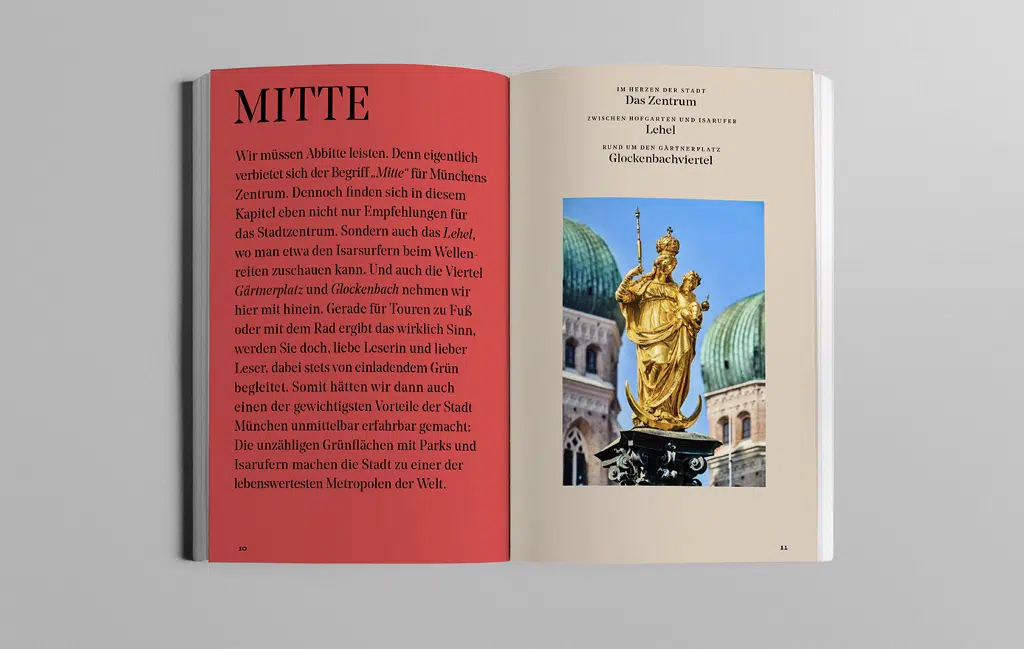 MITTE
Wir müssen Abbitte leisten. Denn eigentlich
verbietet sich der Begriff „Mitte“ für Münchens
Zentrum. Dennoch finden sich in diesem
Kapitel eben nicht nur Empfehlungen für
das Stadtzentrum. Sondern auch das Lehel,
wo man etwa den Isarsurfern beim Wellen-
reiten zuschauen kann. Und auch die Viertel
Gärtnerplatz und Glockenbach nehmen wir
hier mit hinein. Gerade für Touren zu Fuß
oder mit dem Rad ergibt das wirklich Sinn,
werden Sie doch, liebe Leserin und lieber
Leser, dabei stets von einladendem Grün
begleitet. Somit hätten wir dann auch
einen der gewichtigsten Vorteile der Stadt
München unmittelbar erfahrbar gemacht:
Die unzähligen Grünflächen mit Parks und
Isarufern machen die Stadt zu einer der
lebenswertesten Metropolen der Welt.
10
IM HERZEN DER STADT
Das Zentrum
ZWISCHEN HOFGARTEN UND ISARUFER
Lehel
RUND UM DEN GÄRTNERPLATZ
Glockenbachviertel
11